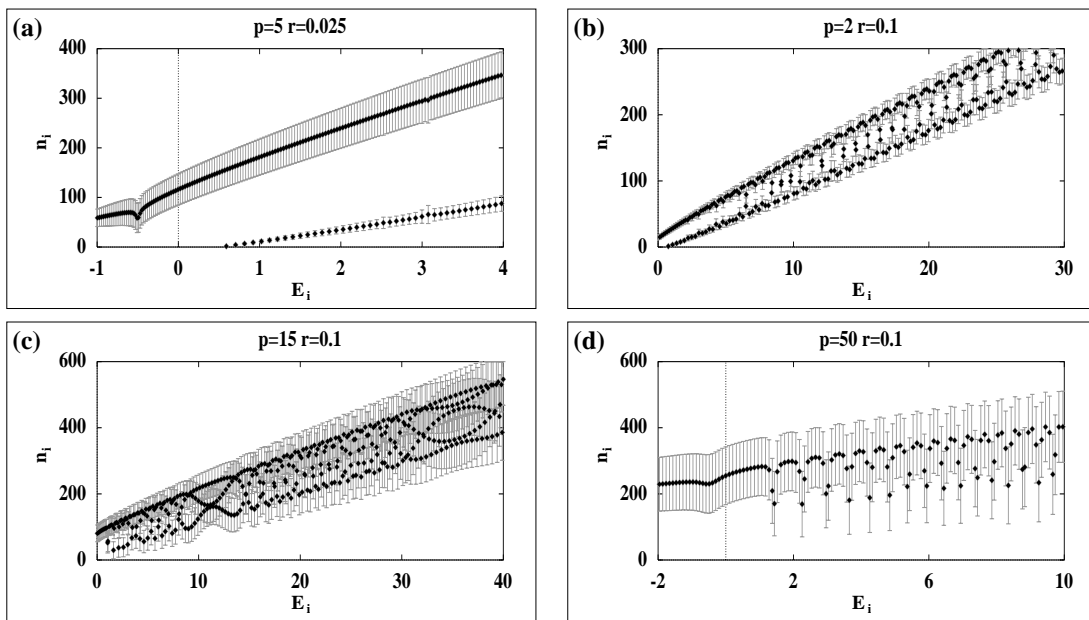 (a)
p=5 r=0.025
n_i
400
300
200
100
0
-1 0 1 2 3 4
E_i
(b)
p=2 r=0.1
n_i
300
200
100
0
0 10 20 30
E_i
(c)
p=15 r=0.1
n_i
600
400
200
0
0 10 20 30 40
E_i
(d)
p=50 r=0.1
n_i
600
400
200
0
-2 2 6 10
E_i